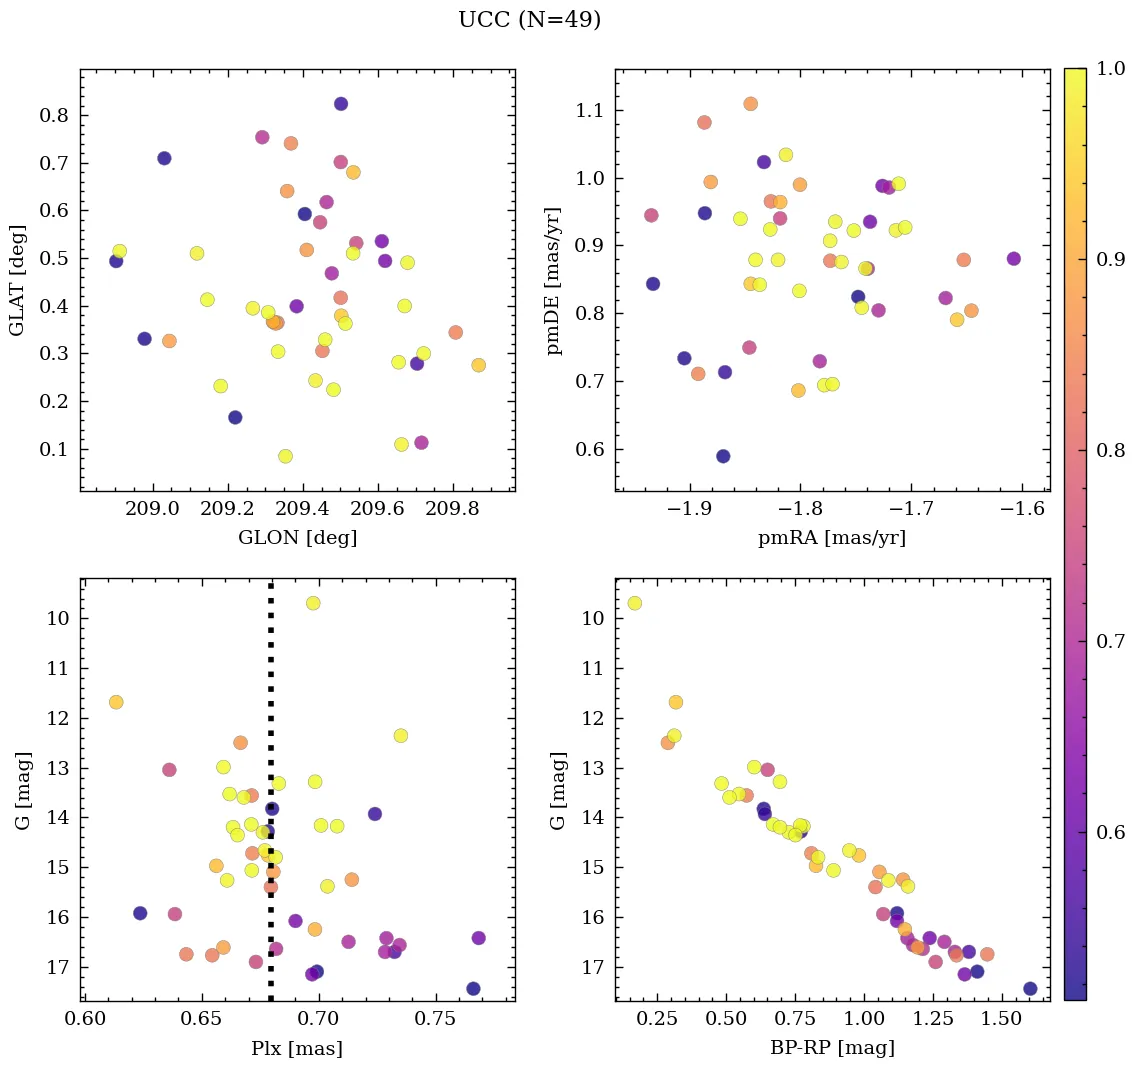 UCC (N=49)
0.8
0.7
0.6
0.5
0.4
0.3
0.2
0.1
GLAT [deg]
209.0 209.2 209.4 209.6 209.8
GLON [deg]
1.1
1.0
0.9
0.8
0.7
0.6
pmDE [mas/yr]
−1.9 −1.8 −1.7 −1.6
pmRA [mas/yr]
1.0
0.9
0.8
0.7
0.6
10
11
12
13
14
15
16
17
G [mag]
0.60 0.65 0.70 0.75
Plx [mas]
10
11
12
13
14
15
16
17
G [mag]
0.25 0.50 0.75 1.00 1.25 1.50
BP-RP [mag]